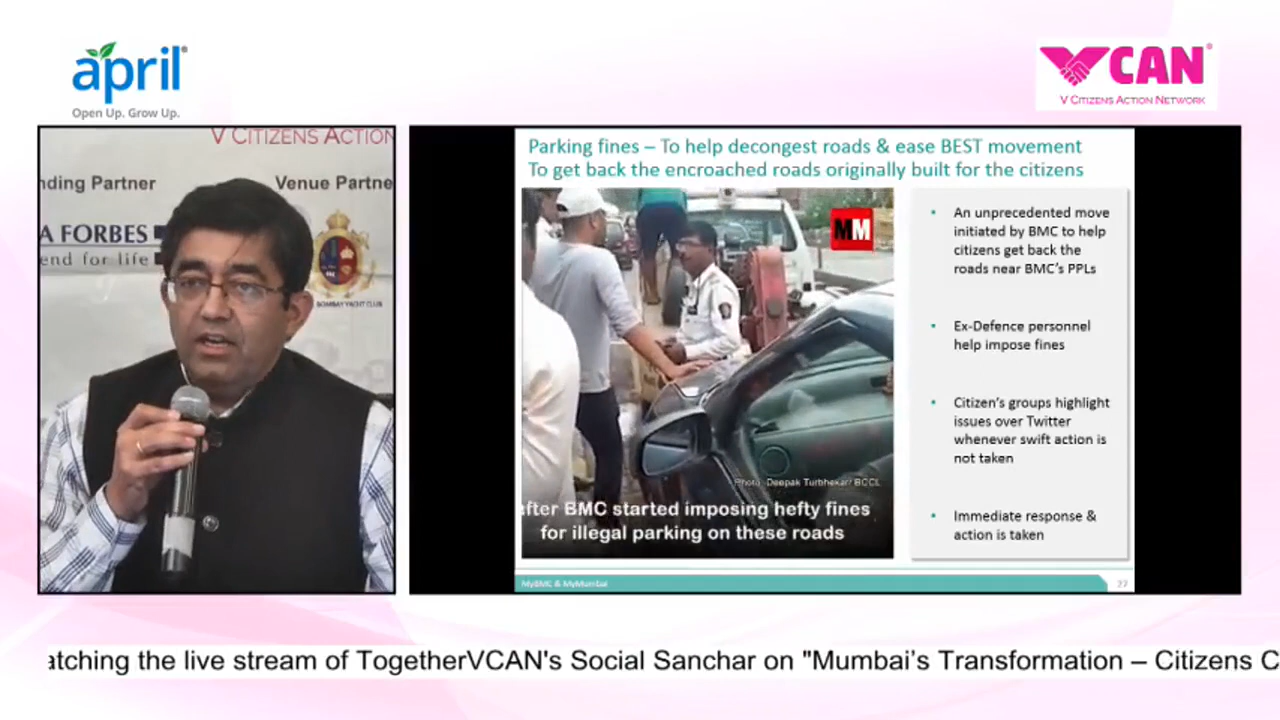 april®
Open Up. Grow Up.
V CAN®
V CITIZENS ACTION NETWORK
V CITIZENS ACTION
nding Partner
Venue Partne
A FORBES
end for life
BOMBAY YACHT CLUB
Parking fines – To help decongest roads & ease BEST movement
To get back the encroached roads originally built for the citizens
MM
Photo: Deepak Turbhekar/ BCCL
after BMC started imposing hefty fines
for illegal parking on these roads
• An unprecedented move
initiated by BMC to help
citizens get back the
roads near BMC's PPLs
• Ex-Defence personnel
help impose fines
• Citizen's groups highlight
issues over Twitter
whenever swift action is
not taken
• Immediate response &
action is taken
MyBMC & MyMumbai
27
atching the live stream of TogetherVCAN's Social Sanchar on "Mumbai’s Transformation – Citizens C